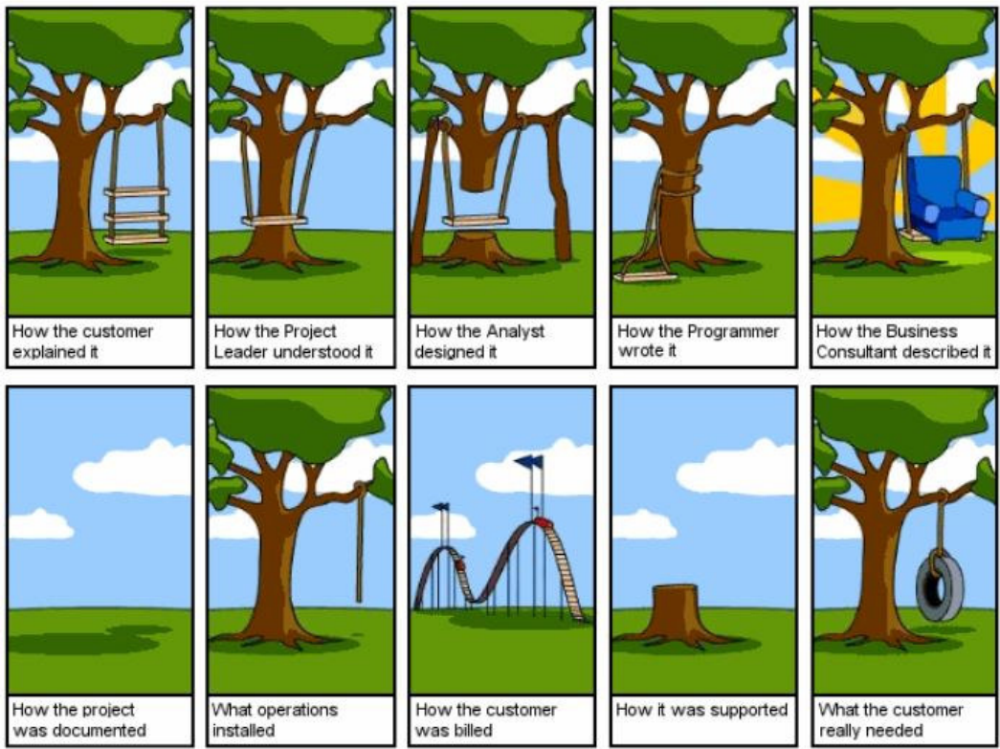 How the customer
explained it
How the Project
Leader understood it
How the Analyst
designed it
How the Programmer
wrote it
How the Business
Consultant described it
How the project
was documented
What operations
installed
How the customer
was billed
How it was supported
What the customer
really needed